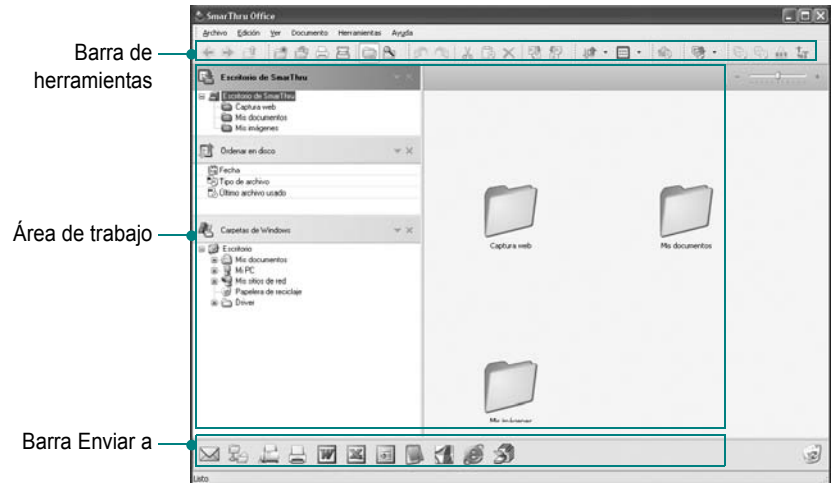 SmarThru Office
Archivo Edición Ver Documento Herramientas Ayuda
Barra de
herramientas
Escritorio de SmarThru
Escritorio de SmarThru
Captura web
Mis documentos
Mis imágenes
Ordenar en disco
Fecha
Tipo de archivo
Último archivo usado
Área de trabajo
Carpetas de Windows
Escritorio
Mis documentos
Mi PC
Mis sitios de red
Papelera de reciclaje
Driver
Captura web
Mis documentos
Mis imágenes
Barra Enviar a
Listo